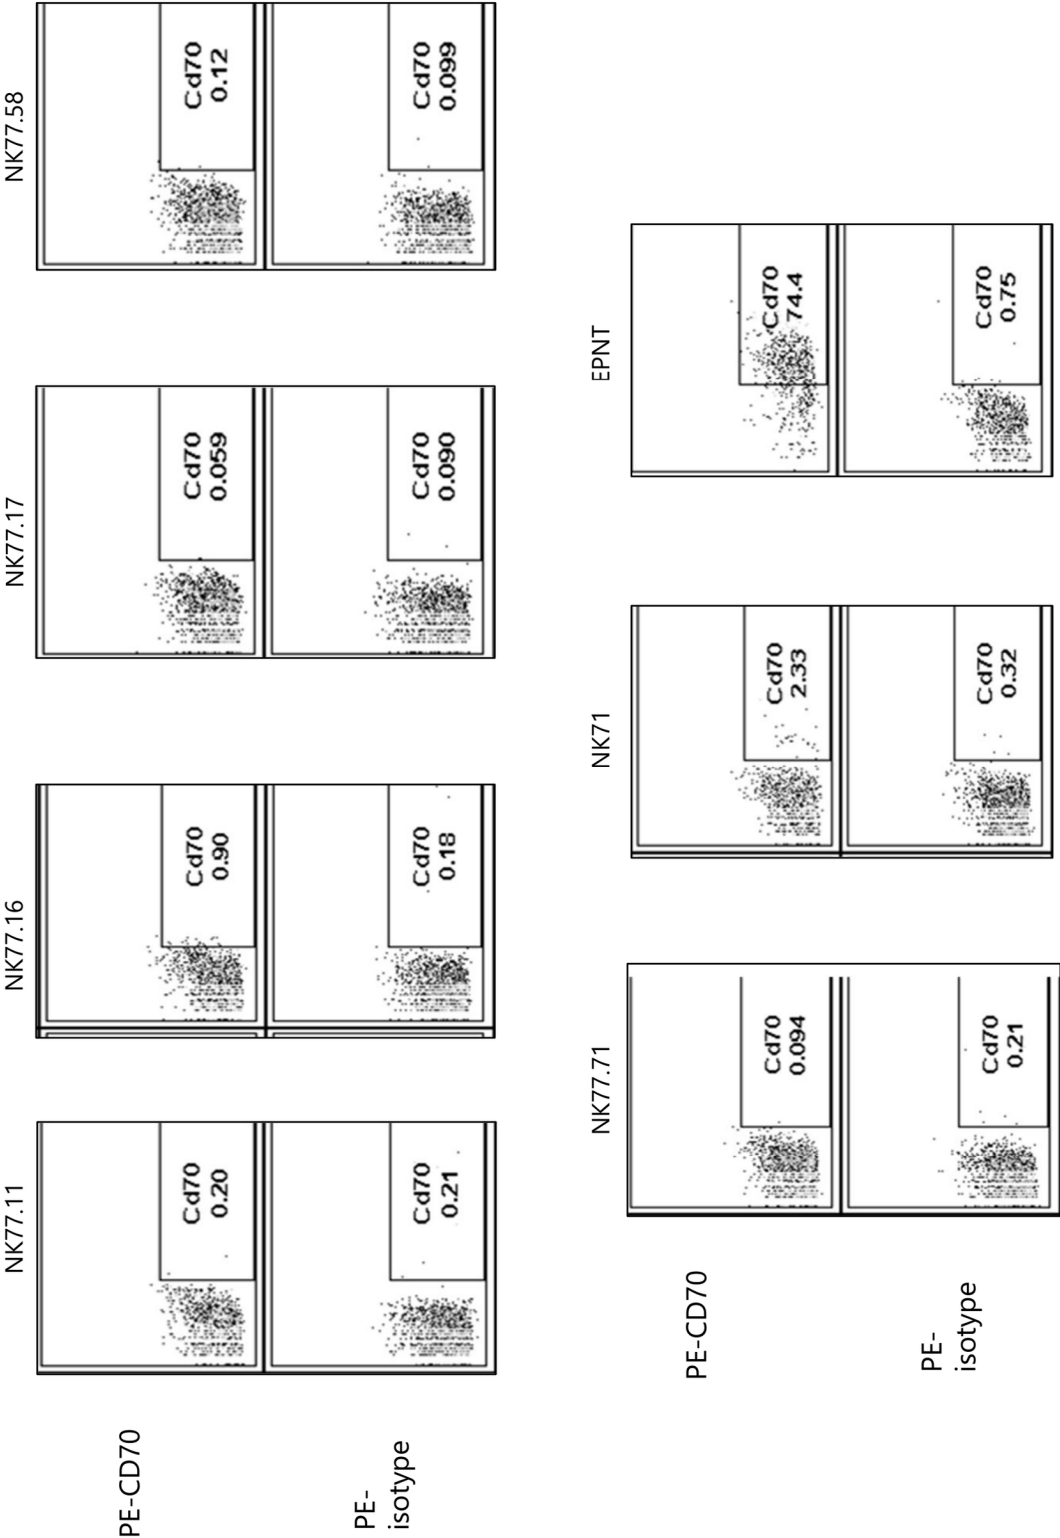 NK77.11
NK77.16
NK77.17
NK77.58
PE-CD70
Cd70
0.20
Cd70
0.90
Cd70
0.059
Cd70
0.12
PE-
isotype
Cd70
0.21
Cd70
0.18
Cd70
0.090
Cd70
0.099
NK77.71
NK71
EPNT
PE-CD70
Cd70
0.094
Cd70
2.33
Cd70
74.4
PE-
isotype
Cd70
0.21
Cd70
0.32
Cd70
0.75